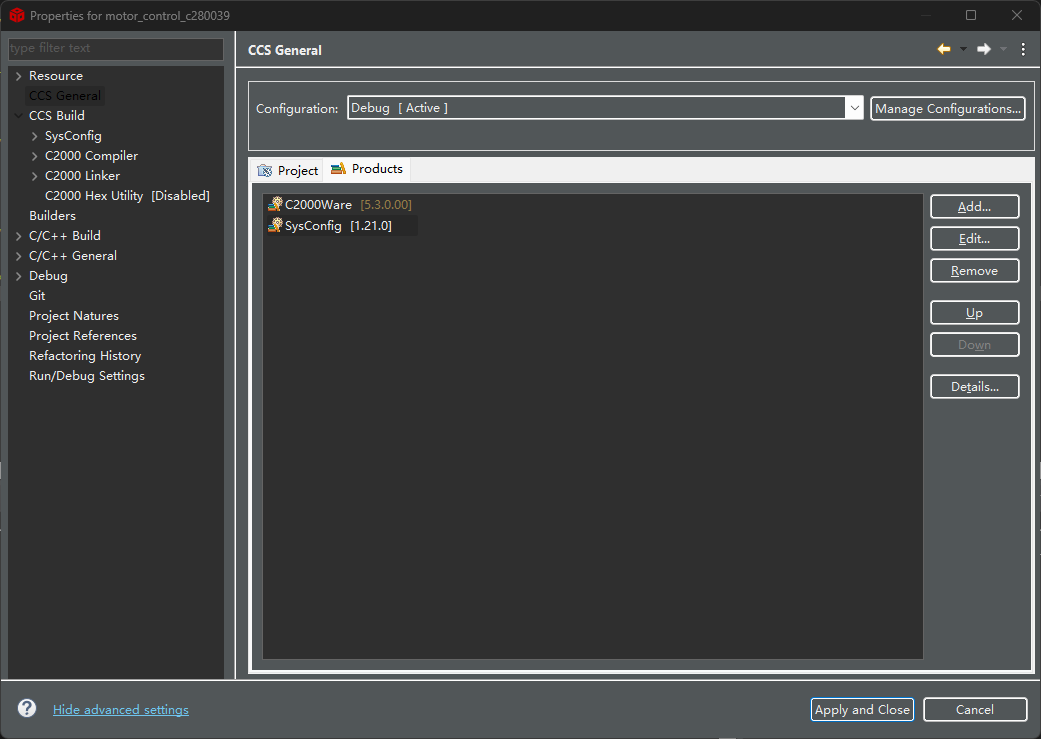 Properties for motor_control_c280039
type filter text
Resource
CCS General
CCS Build
SysConfig
C2000 Compiler
C2000 Linker
C2000 Hex Utility [Disabled]
Builders
C/C++ Build
C/C++ General
Debug
Git
Project Natures
Project References
Refactoring History
Run/Debug Settings
CCS General
Configuration: Debug [ Active ] Manage Configurations...
Project Products
C2000Ware [5.3.0.00]
SysConfig [1.21.0]
Add...
Edit...
Remove
Up
Down
Details...
? Hide advanced settings
Apply and Close Cancel